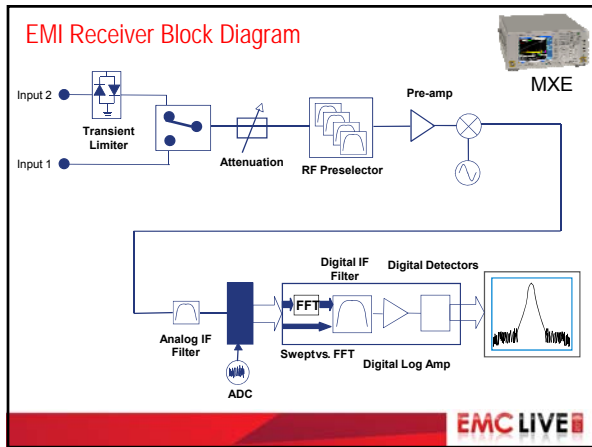 EMI Receiver Block Diagram
MXE
Input 2
Pre-amp
Transient
Limiter
Input 1
Attenuation
RF Preselector
Digital IF
Filter
Digital Detectors
FFT
Analog IF
Filter
Sweptvs. FFT
Digital Log Amp
ADC
EMC LIVE